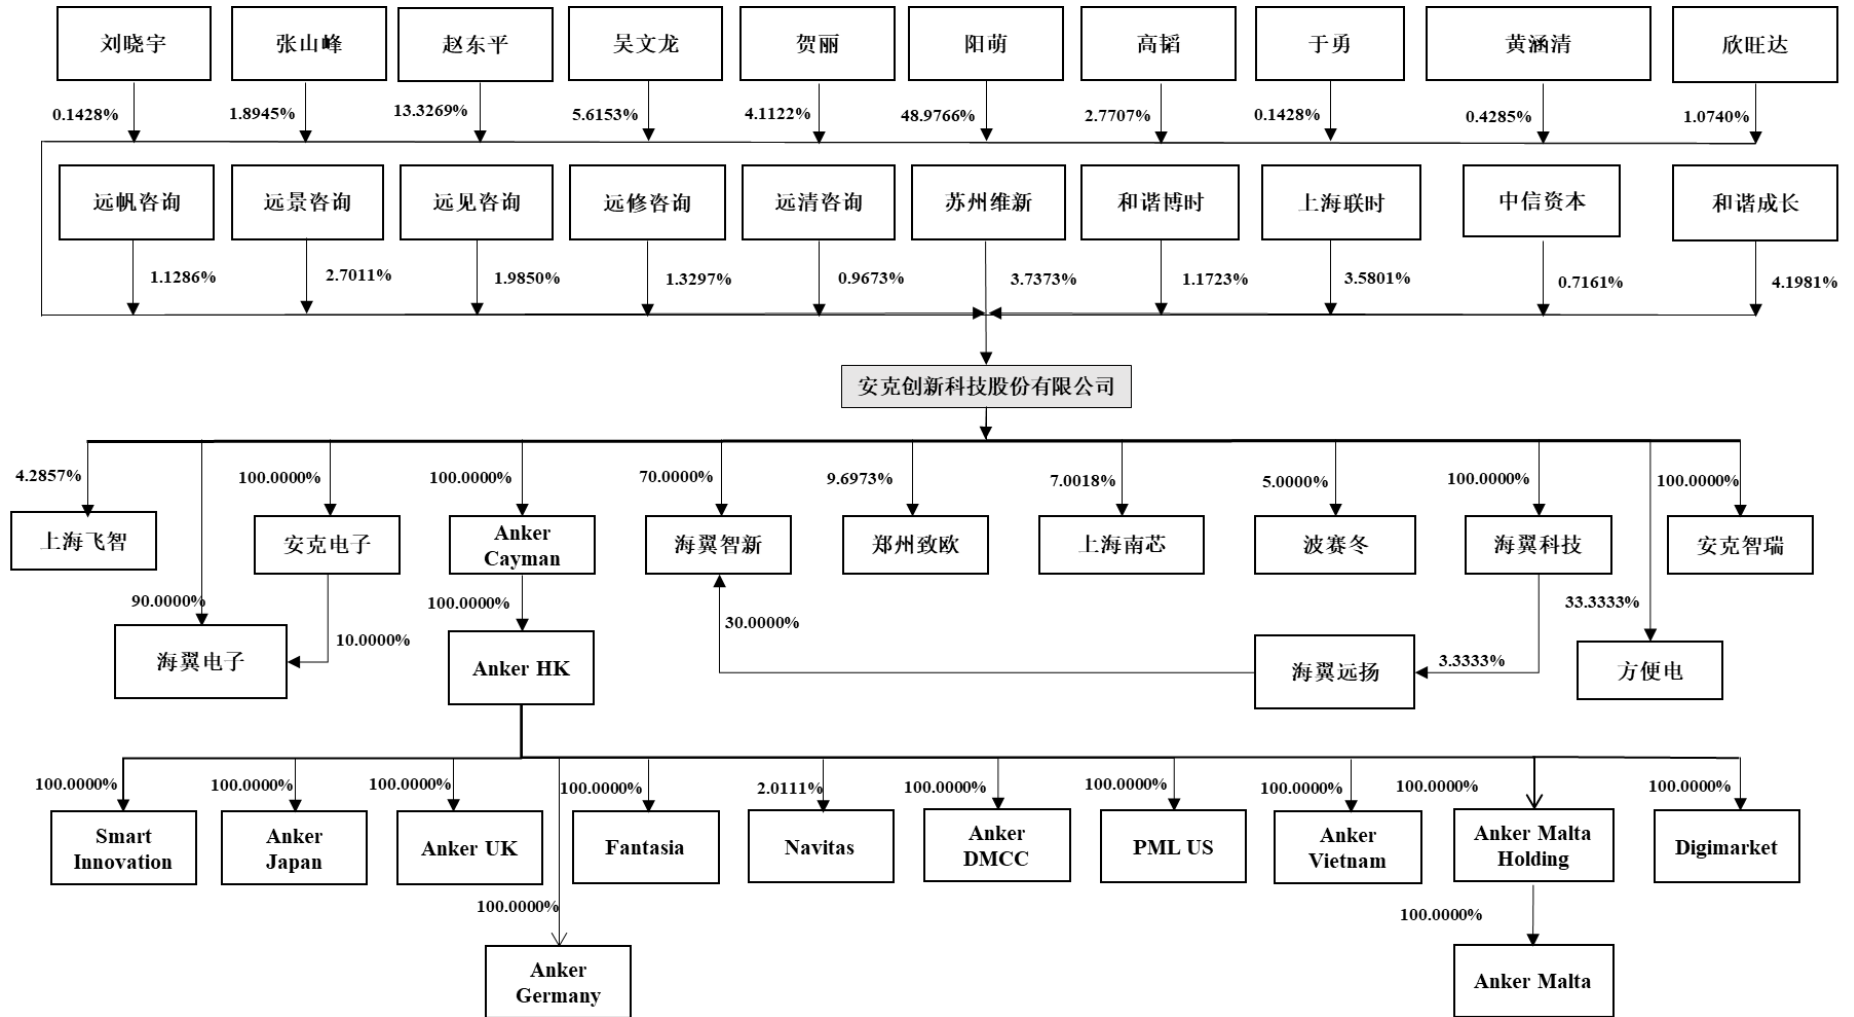 刘晓宇
张山峰
赵东平
吴文龙
贺丽
阳萌
高韬
于勇
黄涵清
欣旺达
0.1428%
1.8945%
13.3269%
5.6153%
4.1122%
48.9766%
2.7707%
0.1428%
0.4285%
1.0740%
远帆咨询
远景咨询
远见咨询
远修咨询
远清咨询
苏州维新
和谐博时
上海联时
中信资本
和谐成长
1.1286%
2.7011%
1.9850%
1.3297%
0.9673%
3.7373%
1.1723%
3.5801%
0.7161%
4.1981%
安克创新科技股份有限公司
4.2857%
100.0000%
100.0000%
70.0000%
9.6973%
7.0018%
5.0000%
100.0000%
100.0000%
上海飞智
安克电子
Anker
Cayman
海翼智新
郑州致欧
上海南芯
波赛冬
海翼科技
安克智瑞
90.0000%
10.0000%
100.0000%
30.0000%
3.3333%
33.3333%
海翼电子
Anker HK
海翼远扬
方便电
100.0000%
100.0000%
100.0000%
100.0000%
2.0111%
100.0000%
100.0000%
100.0000%
100.0000%
100.0000%
Smart
Innovation
Anker
Japan
Anker UK
Fantasia
Navitas
Anker
DMCC
PML US
Anker
Vietnam
Anker Malta
Holding
Digimarket
100.0000%
100.0000%
Anker
Germany
Anker Malta